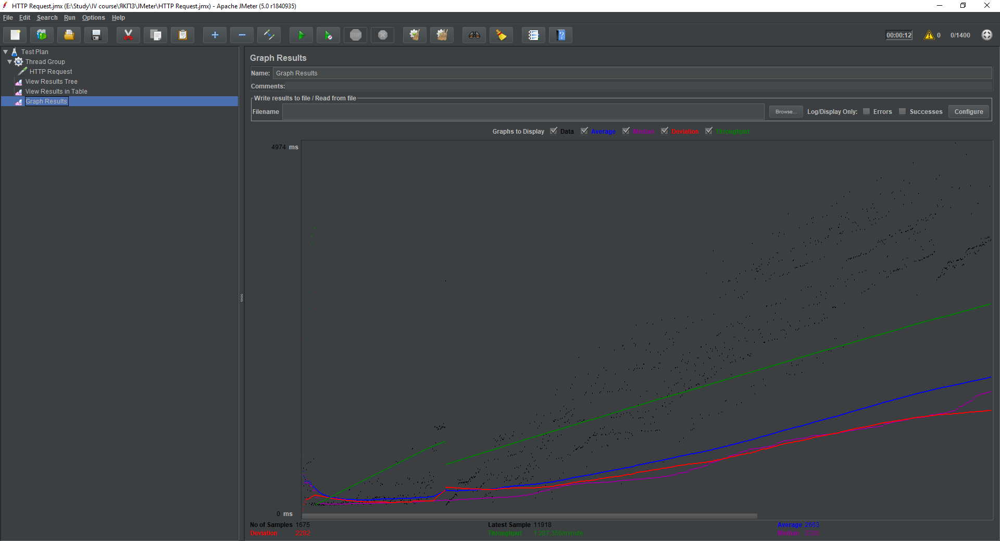 HTTP Request.jmx (E:\Study\IV course\ЯКПЗ\JMeter\HTTP Request.jmx) - Apache JMeter (5.0 r1840935)
File Edit Search Run Options Help
STOP
00:00:12 0 0/1400
Test Plan
Thread Group
HTTP Request
View Results Tree
View Results in Table
Graph Results
Graph Results
Name: Graph Results
Comments:
Write results to file / Read from file
Filename Browse... Log/Display Only: Errors Successes Configure
Graphs to Display Data Average Median Deviation Throughput
4974 ms
0 ms
No of Samples 1675 Latest Sample 11918 Average 2663
Deviation 2282 Throughput 1 287,356/minute Median